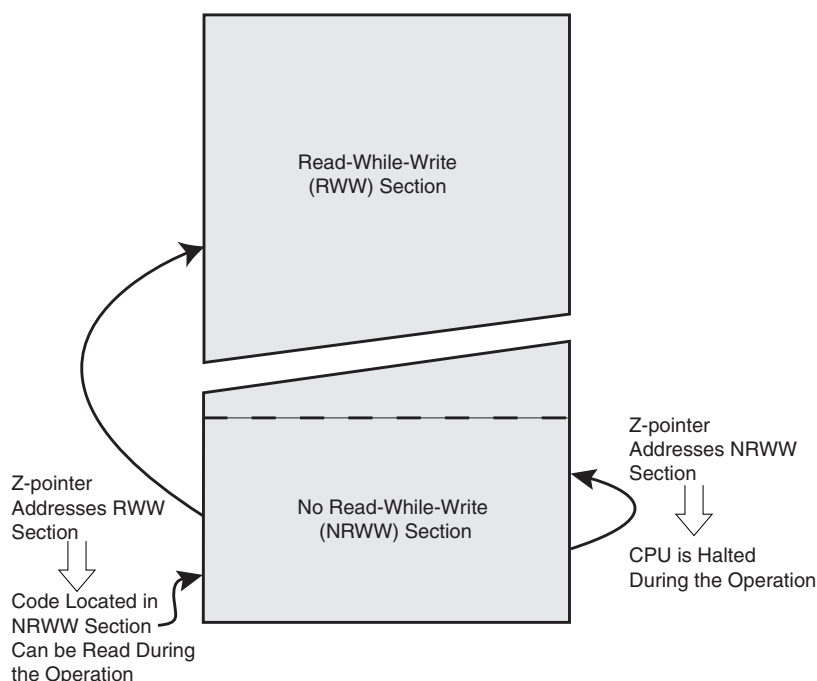 Read-While-Write
(RWW) Section
Z-pointer
Addresses NRWW
Section
Z-pointer
Addresses RWW
Section
No Read-While-Write
(NRWW) Section
CPU is Halted
During the Operation
Code Located in
NRWW Section
Can be Read During
the Operation